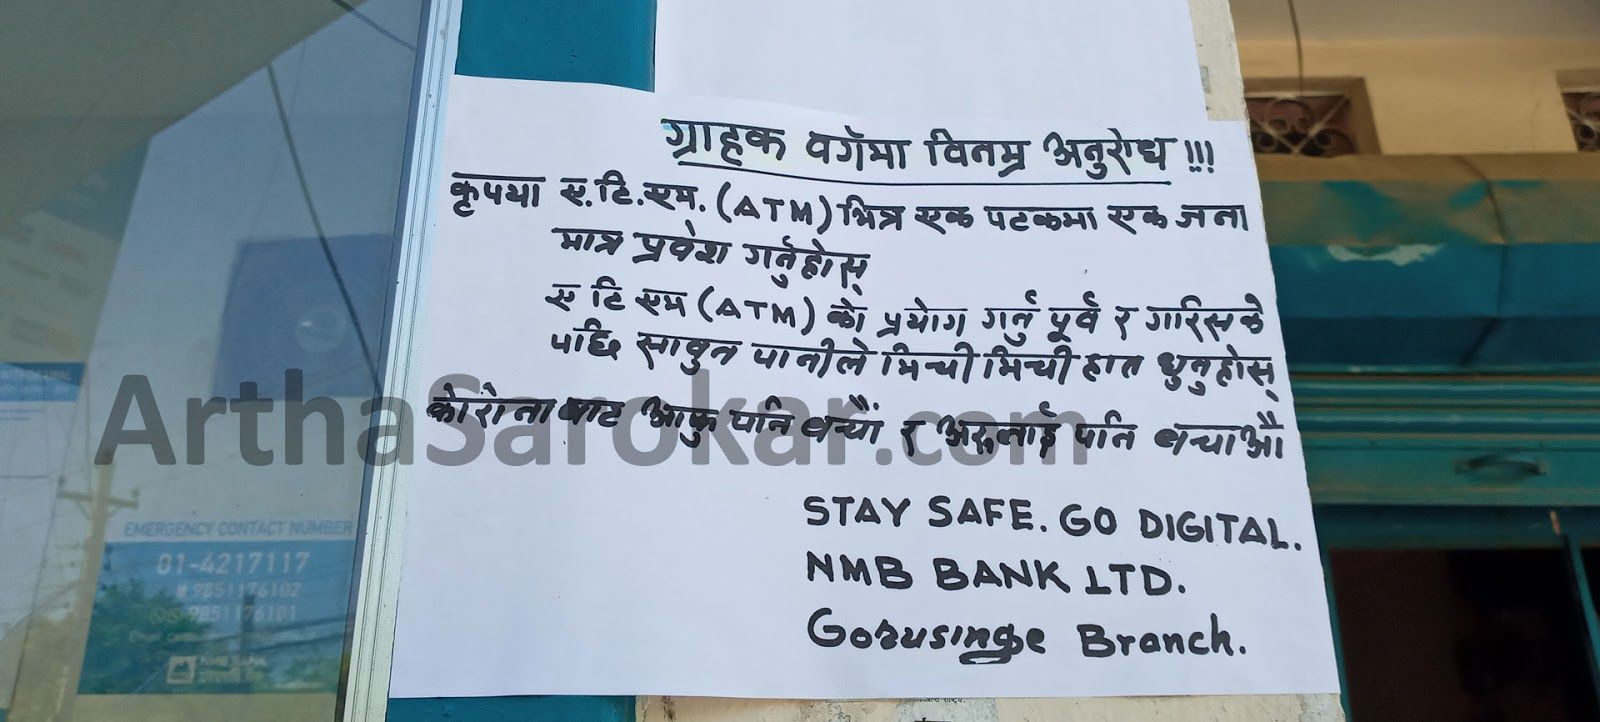 ग्राहक वर्गमा विनम्र अनुरोध !!!
कृपया ए.टि.एम. (ATM) भित्र एक पटकमा एक जना
मात्र प्रवेश गर्नुहोस्
ए टि एम (ATM) को प्रयोग गर्नु पूर्व र गरिसके
पछि साबुन पानीले मिची मिची हात धुनुहोस्
कोरोना बाट आफु पनि बचौं र अरुलाई पनि बचाऔं
STAY SAFE. GO DIGITAL.
NMB BANK LTD.
Gorusinge Branch.
ArthaSarokar.com
EMERGENCY CONTACT NUMBER
01-4217117
9851176102
9851176101
NMB BANK